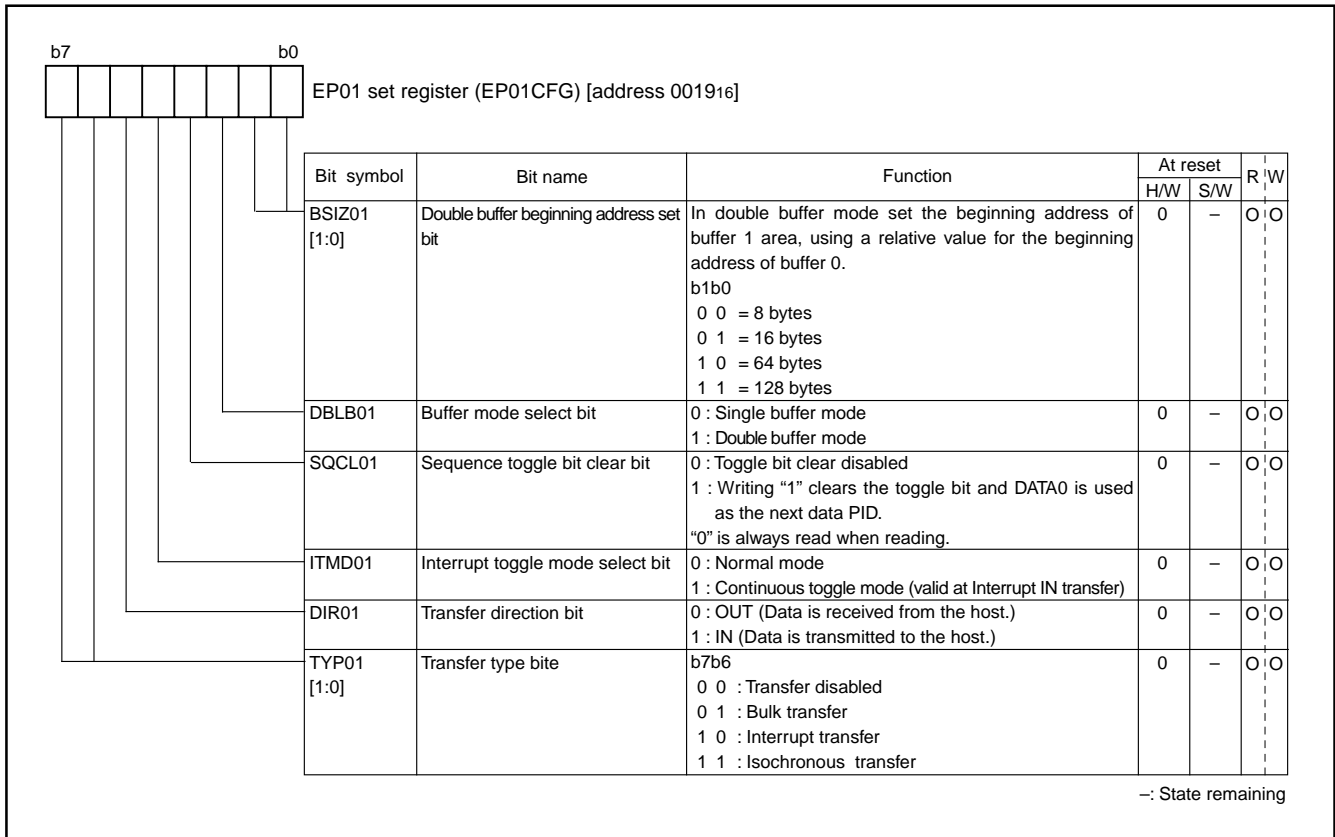 b7 b0
EP01 set register (EP01CFG) [address 001916]
Bit symbol Bit name Function At reset R W
H/W S/W
BSIZ01 Double buffer beginning address set In double buffer mode set the beginning address of 0 – O O
[1:0] bit buffer 1 area, using a relative value for the beginning
address of buffer 0.
b1b0
0 0 = 8 bytes
0 1 = 16 bytes
1 0 = 64 bytes
1 1 = 128 bytes
DBLB01 Buffer mode select bit 0 : Single buffer mode 0 – O O
1 : Double buffer mode
SQCL01 Sequence toggle bit clear bit 0 : Toggle bit clear disabled 0 – O O
1 : Writing “1” clears the toggle bit and DATA0 is used
as the next data PID.
“0” is always read when reading.
ITMD01 Interrupt toggle mode select bit 0 : Normal mode 0 – O O
1 : Continuous toggle mode (valid at Interrupt IN transfer)
DIR01 Transfer direction bit 0 : OUT (Data is received from the host.) 0 – O O
1 : IN (Data is transmitted to the host.)
TYP01 Transfer type bite b7b6 0 – O O
[1:0] 0 0 : Transfer disabled
0 1 : Bulk transfer
1 0 : Interrupt transfer
1 1 : Isochronous transfer
–: State remaining